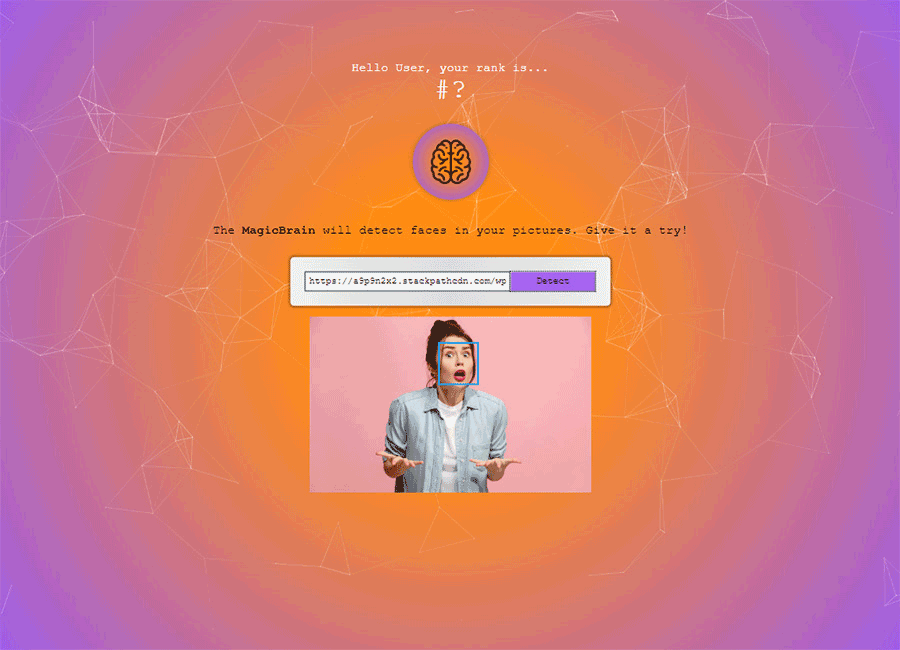 Hello User, your rank is...
#?
The MagicBrain will detect faces in your pictures. Give it a try!
https://a9p9n2x2.stackpathcdn.com/wp
Detect